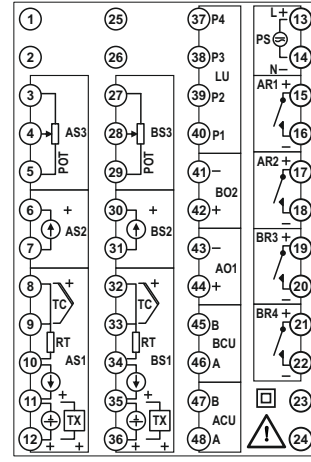 1 25 37 P4 L+ 13
PS
2 26 38 P3 N− 14
LU
3 27 39 P2 AR1 + 15
4 AS3 28 BS3
POT POT
5 29 40 P1 − 16
6 + 30 + 41 − AR2 + 17
AS2 BS2 BO2
7 31 42 + − 18
8 + 32 + 43 − BR3 + 19
TC TC AO1
9 33 44 + − 20
RT RT
10 AS1 34 BS1 45 B BR4 + 21
BCU
46 A − 22
11 35 47 B 23
TX TX ACU
12 + + 36 + + 48 A 24